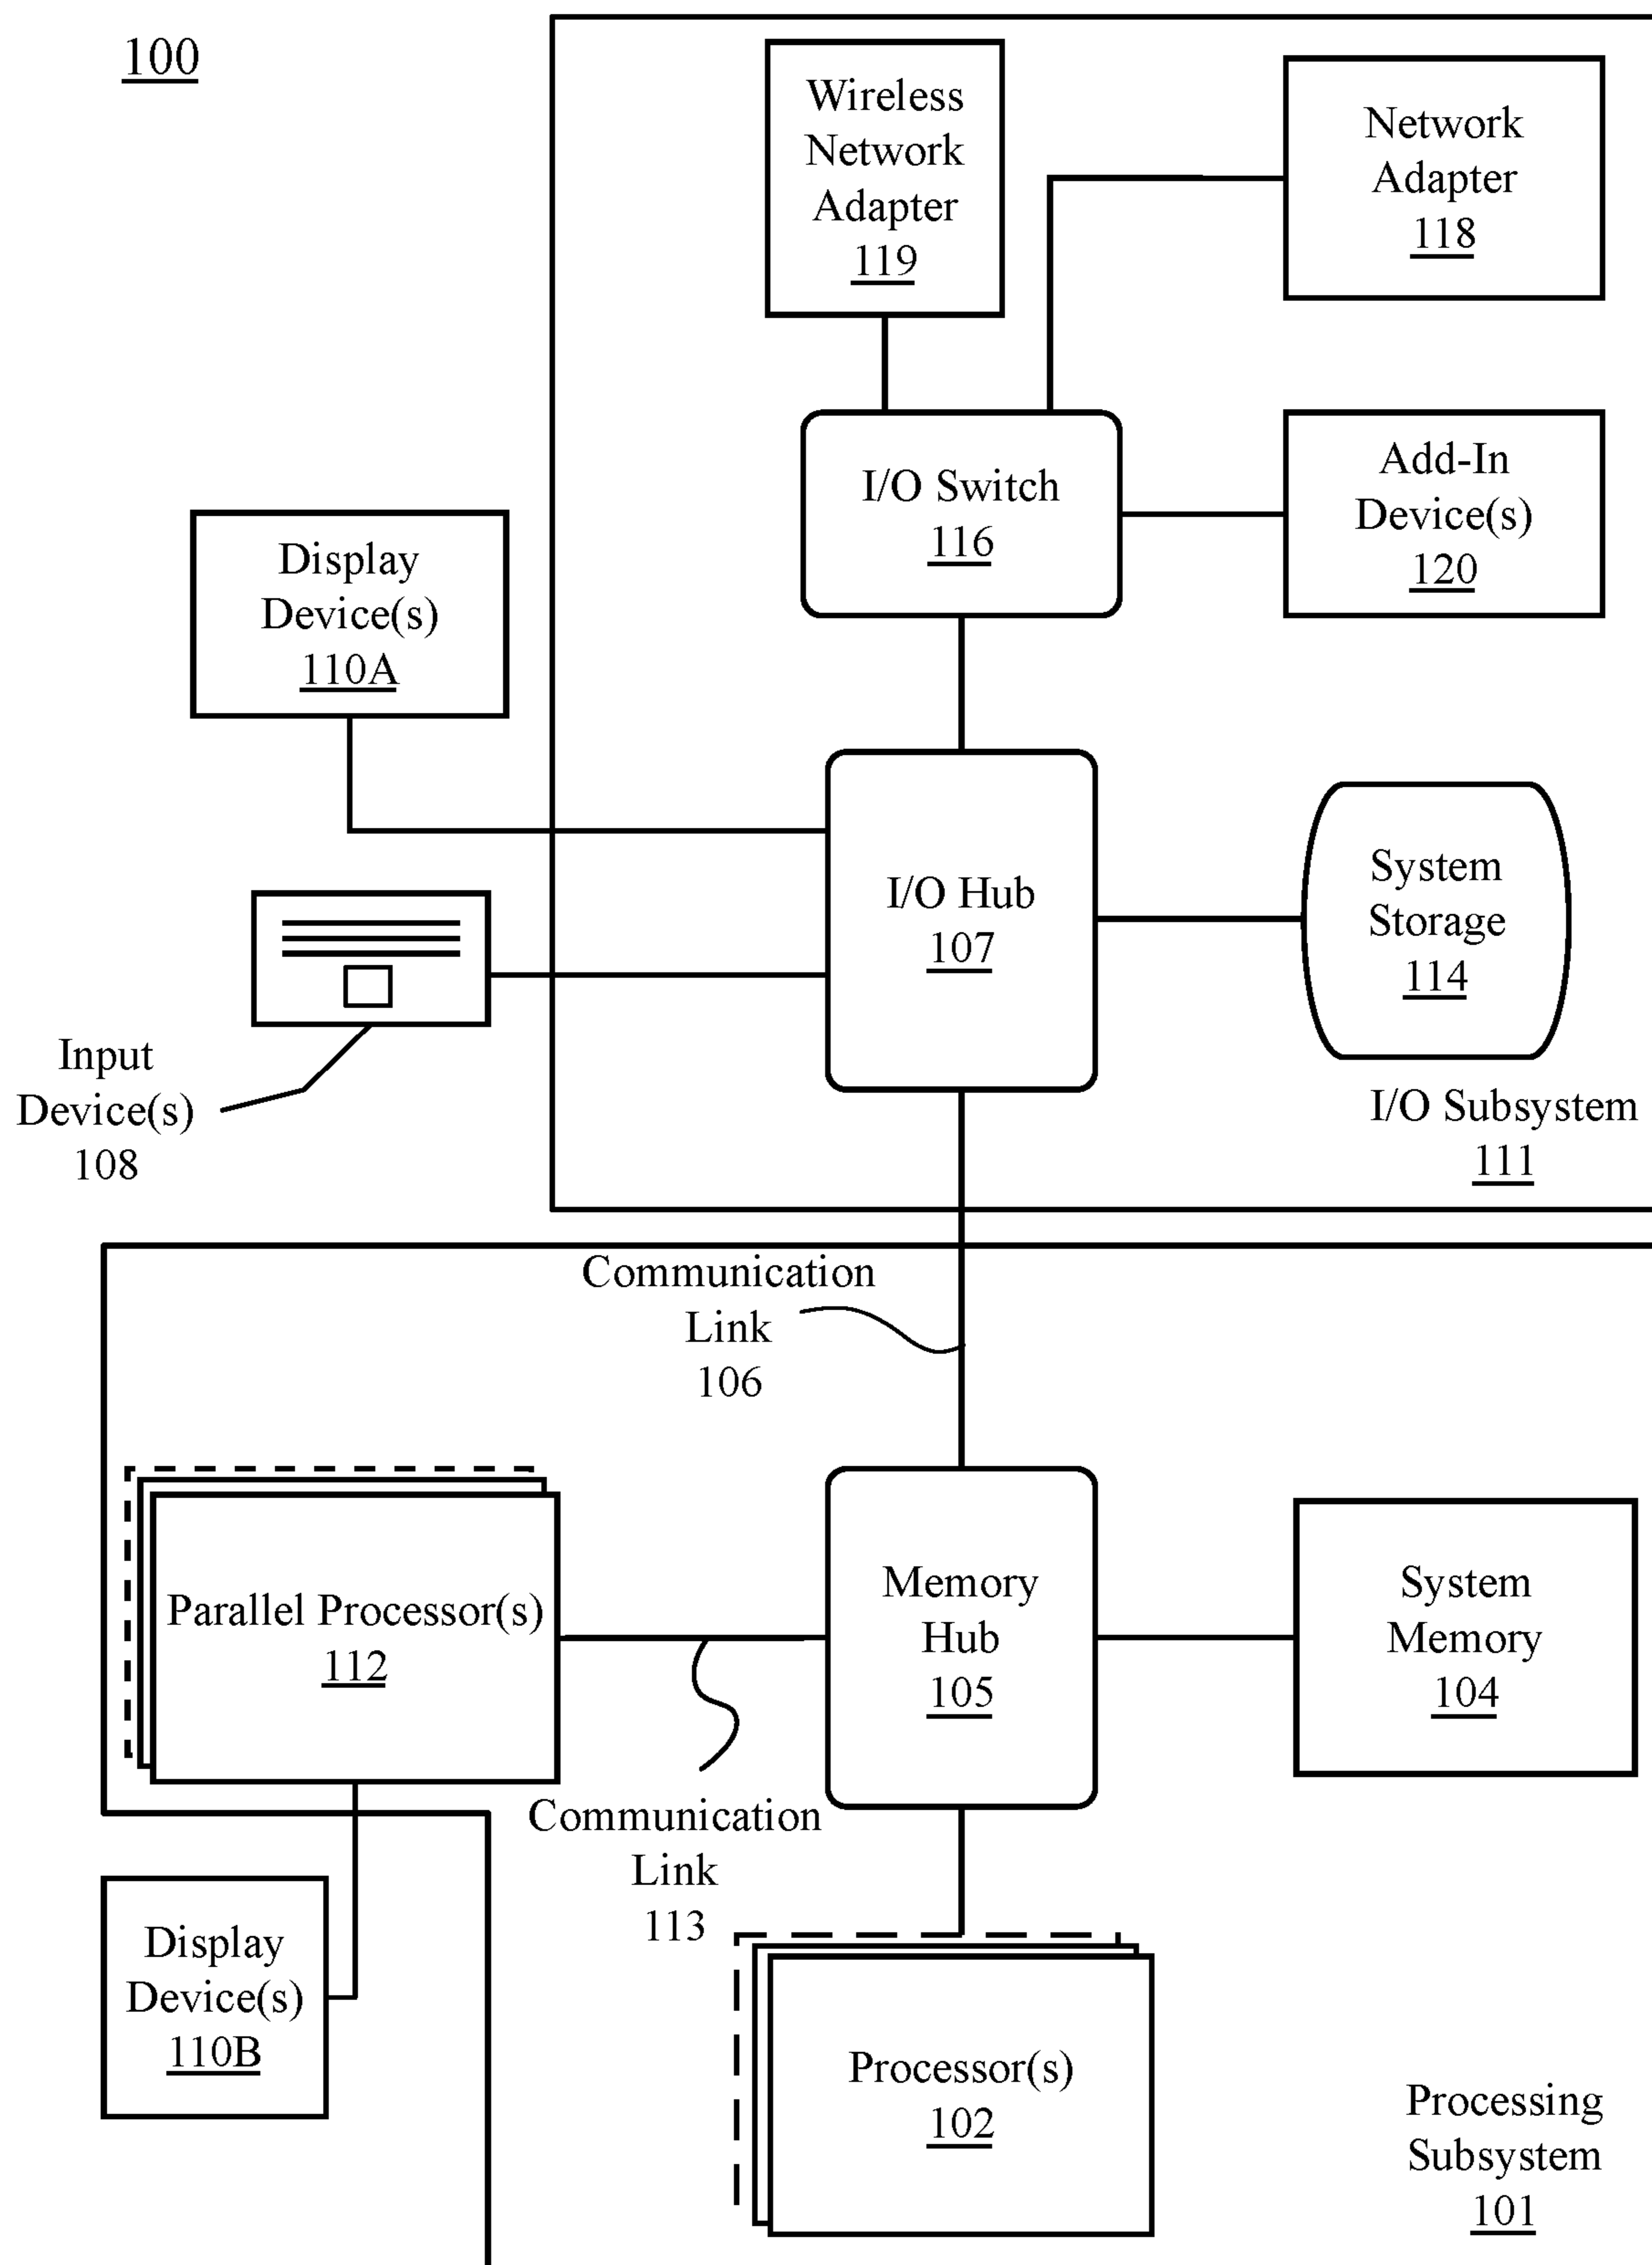 100
Wireless
Network
Adapter
119
Network
Adapter
118
I/O Switch
116
Add-In
Device(s)
120
Display
Device(s)
110A
I/O Hub
107
System
Storage
114
Input
Device(s)
108
I/O Subsystem
111
Communication
Link
106
Parallel Processor(s)
112
Memory
Hub
105
System
Memory
104
Communication
Link
113
Display
Device(s)
110B
Processor(s)
102
Processing
Subsystem
101